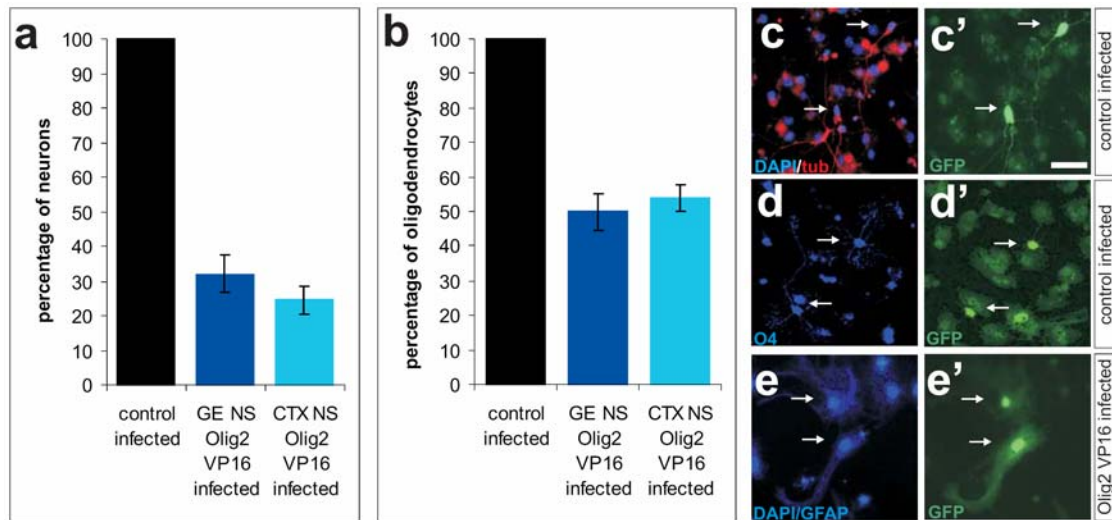 a
percentage of neurons
100
90
80
70
60
50
40
30
20
10
0
control
infected
GE NS
Olig2
VP16
infected
CTX NS
Olig2
VP16
infected
b
percentage of oligodendrocytes
100
90
80
70
60
50
40
30
20
10
0
control
infected
GE NS
Olig2
VP16
infected
CTX NS
Olig2
VP16
infected
c
DAPI/tub
c'
GFP
control infected
d
O4
d'
GFP
control infected
e
DAPI/GFAP
e'
GFP
Olig2 VP16 infected